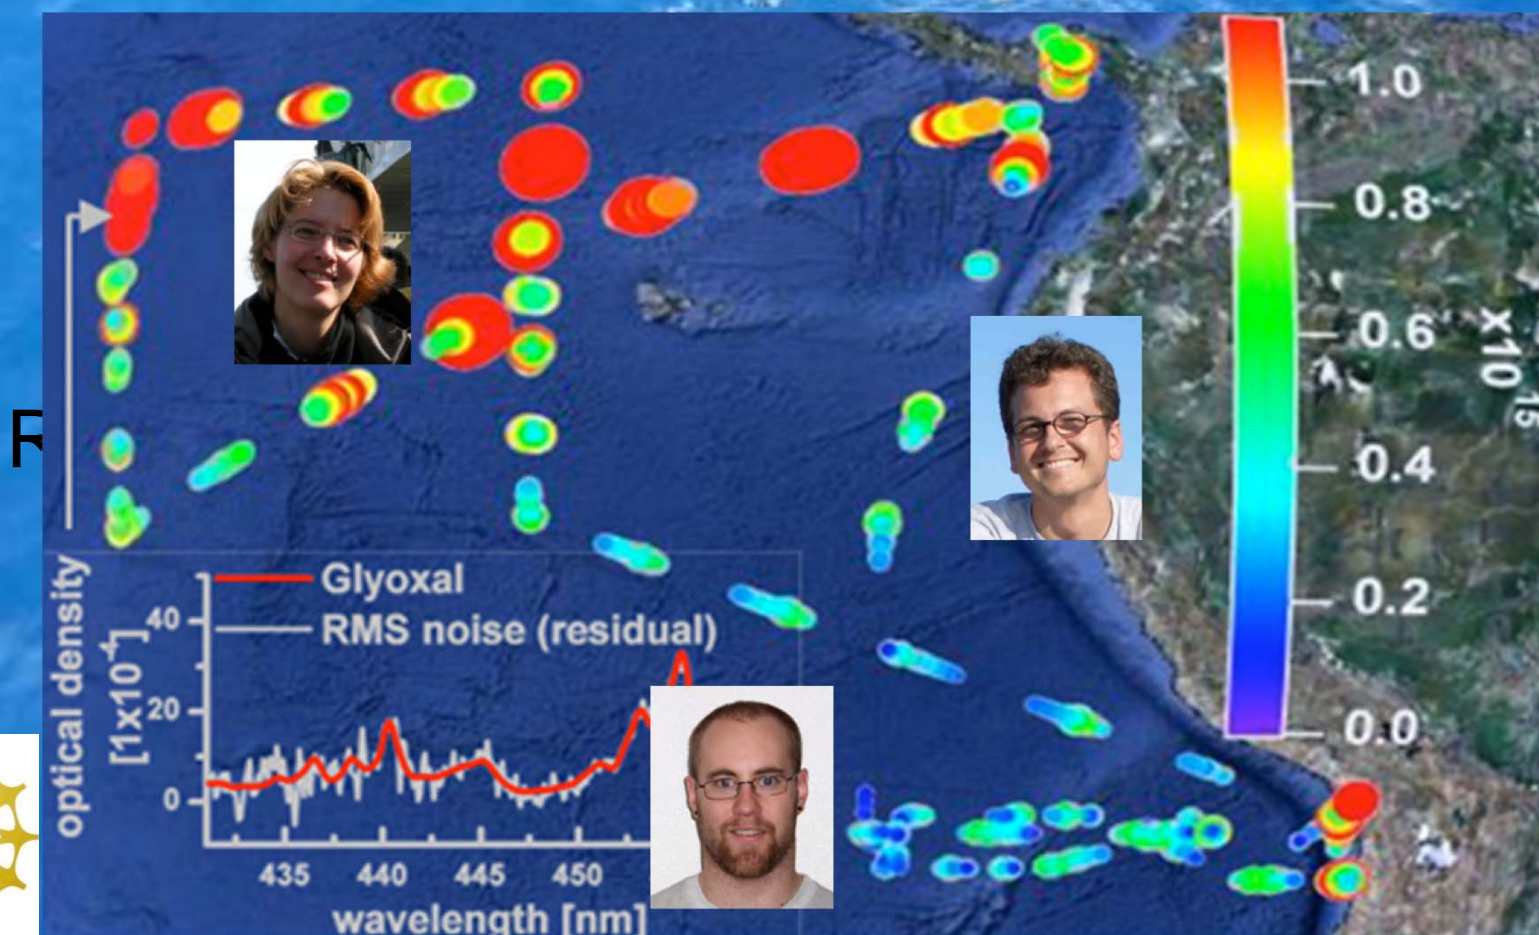 1.0
0.8
0.6
x10 15
0.4
0.2
0.0
R
optical density
[1x10-4]
Glyoxal
RMS noise (residual)
40
20
0
435 440 445 450
wavelength [nm]